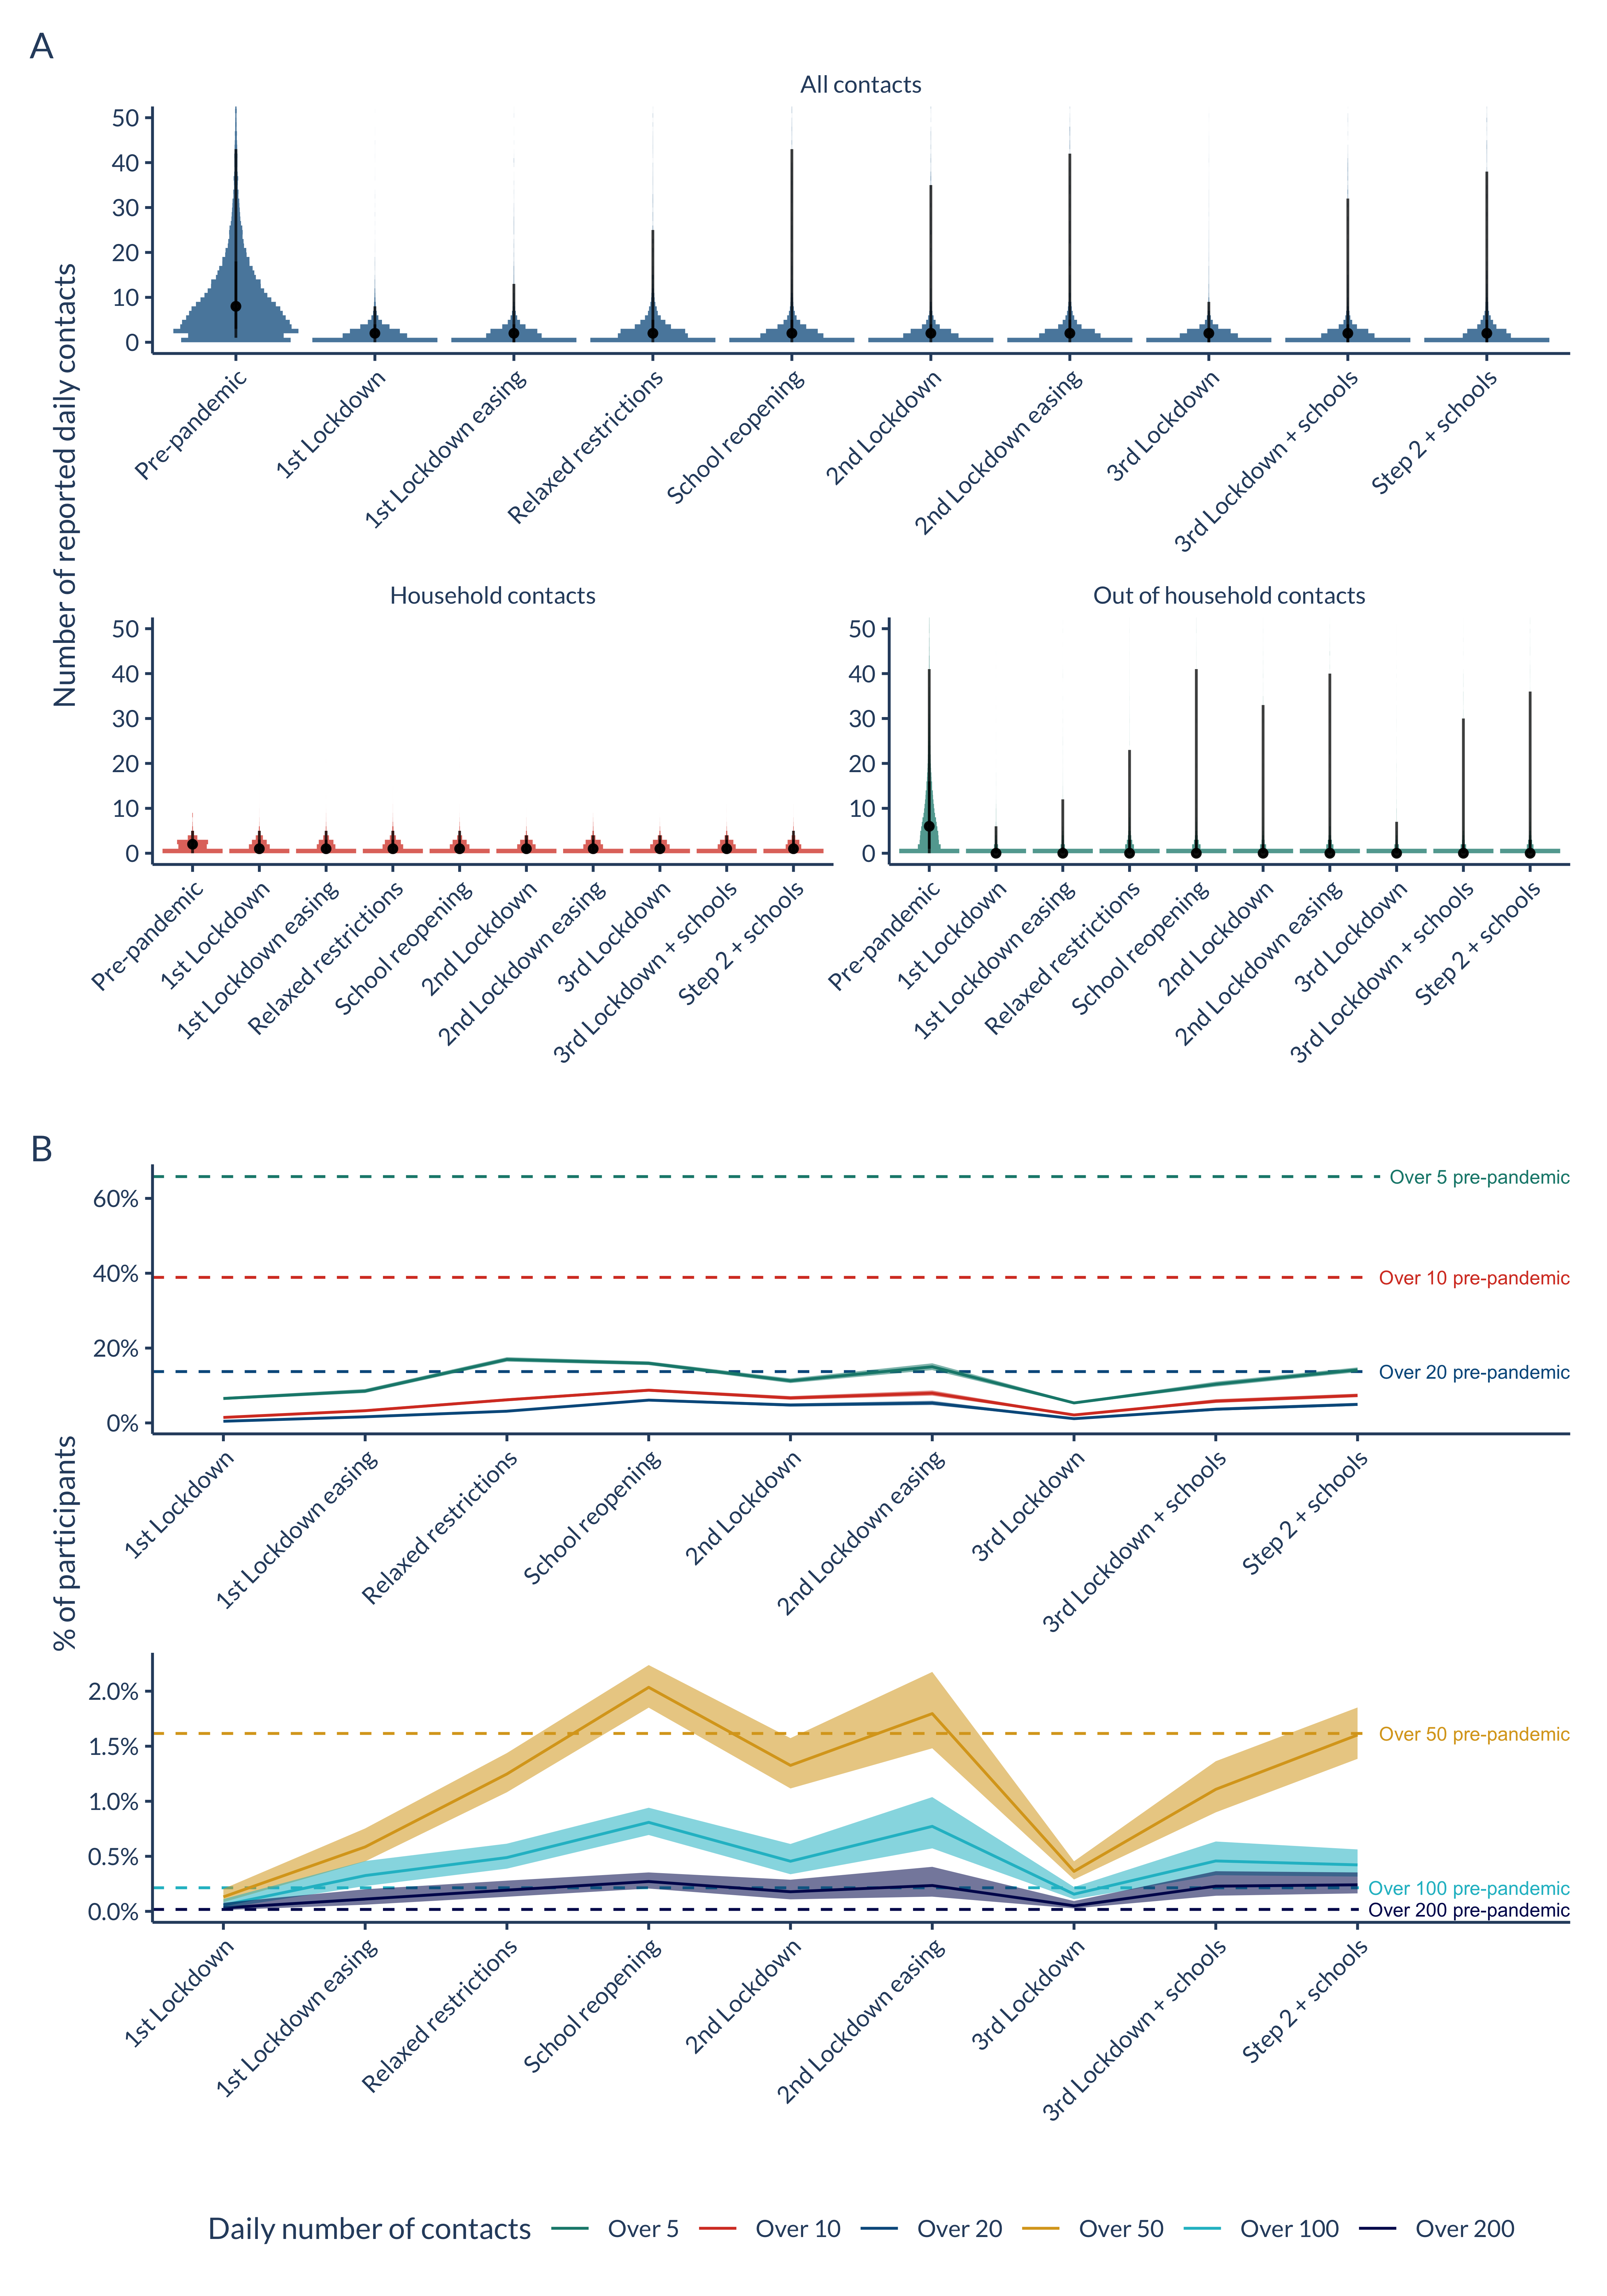 A
All contacts
Number of reported daily contacts
50
40
30
20
10
0
Pre-pandemic
1st Lockdown
1st Lockdown easing
Relaxed restrictions
School reopening
2nd Lockdown
2nd Lockdown easing
3rd Lockdown
3rd Lockdown + schools
Step 2 + schools
Household contacts
50
40
30
20
10
0
Pre-pandemic
1st Lockdown
1st Lockdown easing
Relaxed restrictions
School reopening
2nd Lockdown
2nd Lockdown easing
3rd Lockdown
3rd Lockdown + schools
Step 2 + schools
Out of household contacts
50
40
30
20
10
0
Pre-pandemic
1st Lockdown
1st Lockdown easing
Relaxed restrictions
School reopening
2nd Lockdown
2nd Lockdown easing
3rd Lockdown
3rd Lockdown + schools
Step 2 + schools
B
% of participants
60%
40%
20%
0%
Over 5 pre-pandemic
Over 10 pre-pandemic
Over 20 pre-pandemic
1st Lockdown
1st Lockdown easing
Relaxed restrictions
School reopening
2nd Lockdown
2nd Lockdown easing
3rd Lockdown
3rd Lockdown + schools
Step 2 + schools
2.0%
1.5%
1.0%
0.5%
0.0%
Over 50 pre-pandemic
Over 100 pre-pandemic
Over 200 pre-pandemic
1st Lockdown
1st Lockdown easing
Relaxed restrictions
School reopening
2nd Lockdown
2nd Lockdown easing
3rd Lockdown
3rd Lockdown + schools
Step 2 + schools
Daily number of contacts Over 5 Over 10 Over 20 Over 50 Over 100 Over 200